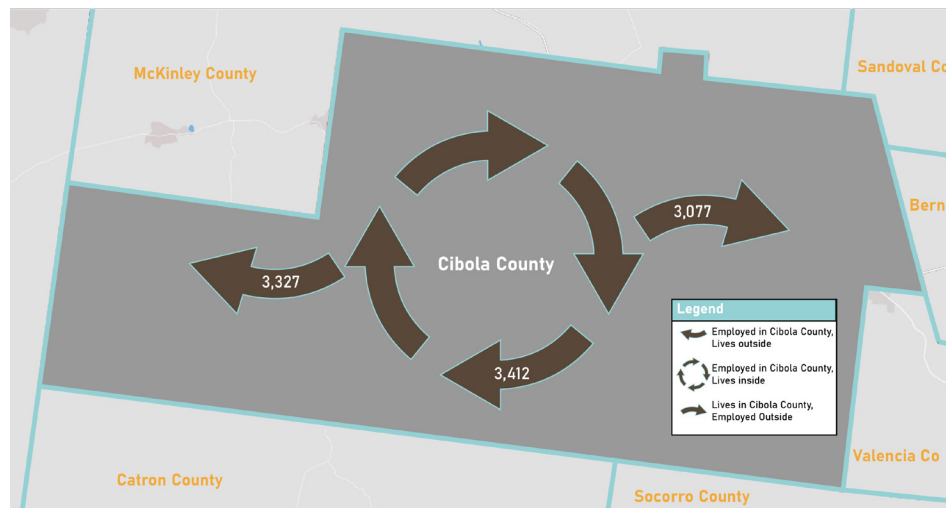 McKinley County
Sandoval Co
Bern
3,077
Cibola County
3,327
3,412
Legend
Employed in Cibola County,
Lives outside
Employed in Cibola County,
Lives inside
Lives in Cibola County,
Employed Outside
Valencia Co
Catron County
Socorro County